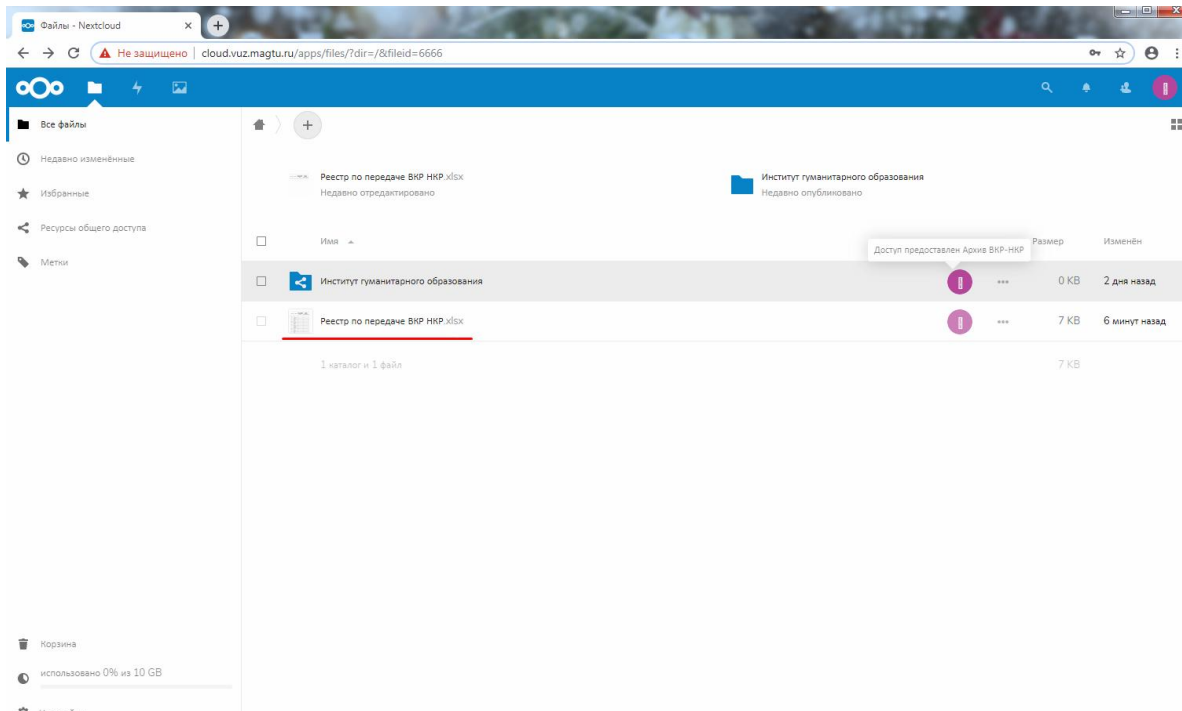 Файлы - Nextcloud
Не защищено | cloud.vuz.magtu.ru/apps/files/?dir=/&fileid=6666
Все файлы
Недавно изменённые
Избранные
Ресурсы общего доступа
Метки
Реестр по передаче ВКР НКР.xlsx
Недавно отредактировано
Институт гуманитарного образования
Недавно опубликовано
Имя
Размер
Изменён
Доступ предоставлен Архив ВКР-НКР
Институт гуманитарного образования
0 KB
2 дня назад
Реестр по передаче ВКР НКР.xlsx
7 KB
6 минут назад
1 каталог и 1 файл
7 KB
Корзина
использовано 0% из 10 GB